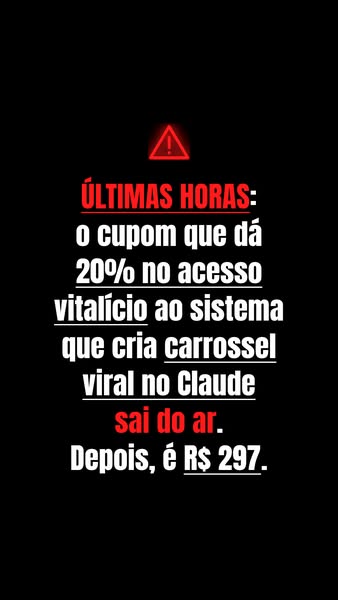 ÚLTIMAS HORAS:
o cupom que dá
20% no acesso
vitalício ao sistema
que cria carrossel
viral no Claude
sai do ar.
Depois, é R$ 297.